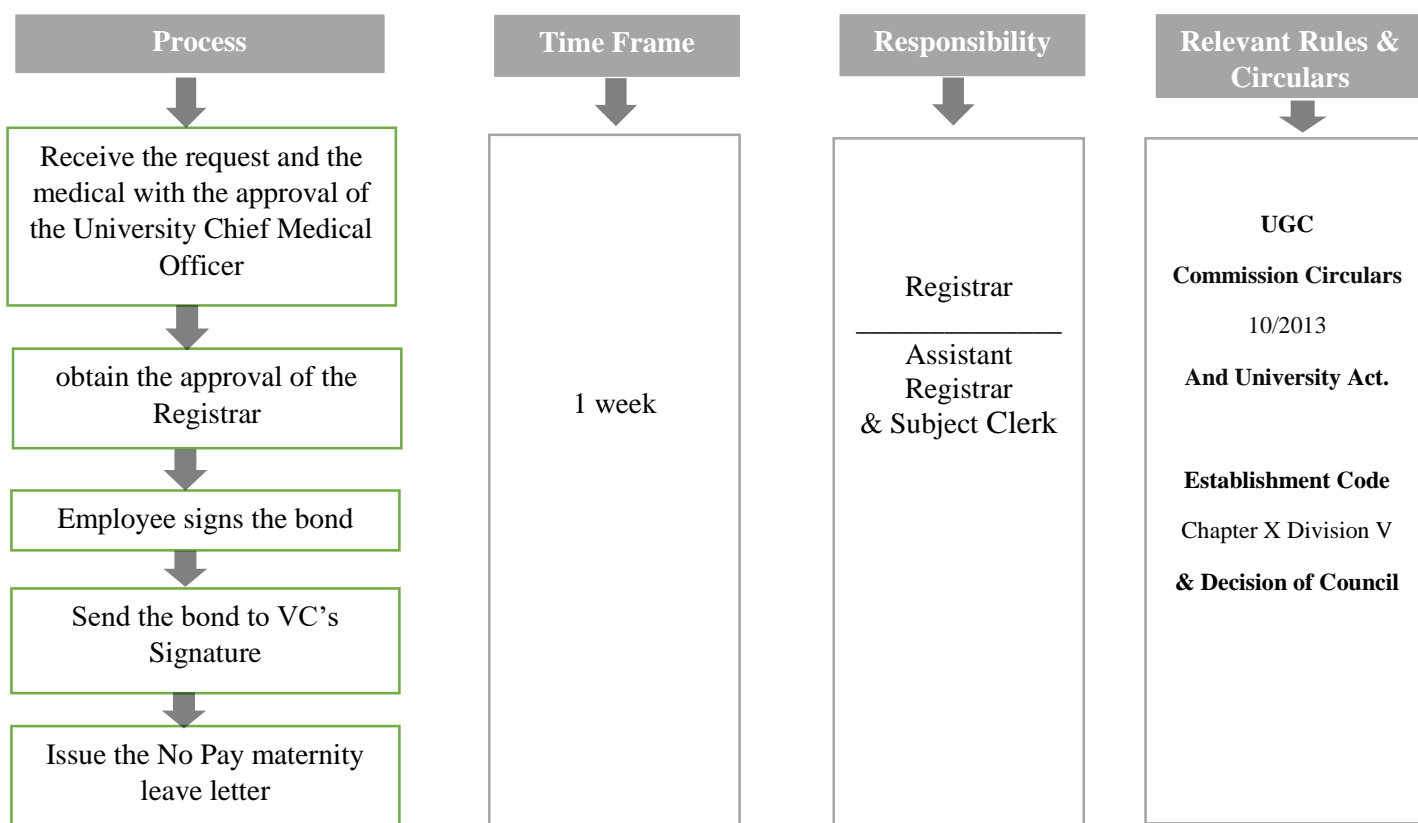 Process
Time Frame
Responsibility
Relevant Rules &
Circulars
Receive the request and the
medical with the approval of
the University Chief Medical
Officer
obtain the approval of the
Registrar
Employee signs the bond
Send the bond to VC’s
Signature
Issue the No Pay maternity
leave letter
1 week
Registrar
Assistant
Registrar
& Subject Clerk
UGC
Commission Circulars
10/2013
And University Act.
Establishment Code
Chapter X Division V
& Decision of Council